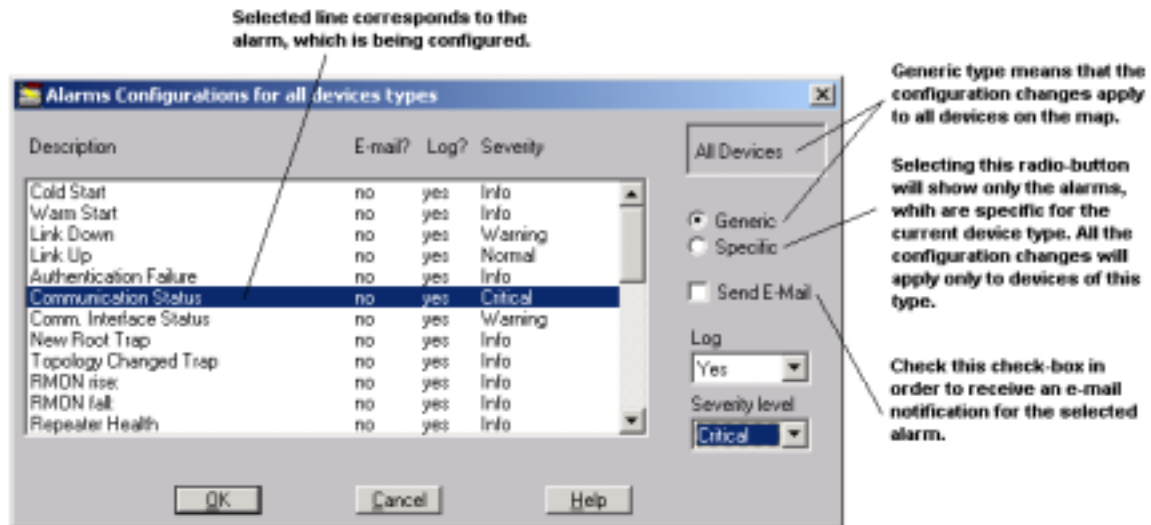 Selected line corresponds to the
alarm, which is being configured.
Alarms Configurations for all devices types
Description E-mail? Log? Severity
Cold Start no yes Info
Warm Start no yes Info
Link Down no yes Warning
Link Up no yes Normal
Authentication Failure no yes Info
Communication Status no yes Critical
Comm. Interface Status no yes Warning
New Root Trap no yes Info
Topology Changed Trap no yes Info
RMON rise: no yes Info
RMON fall: no yes Info
Repeater Health no yes Info
OK Cancel Help
All Devices
Generic
Specific
Send E-Mail
Log
Yes
Severity level
Critical
Generic type means that the
configuration changes apply
to all devices on the map.
Selecting this radio-button
will show only the alarms,
whih are specific for the
current device type. All the
configuration changes will
apply only to devices of this
type.
Check this check-box in
order to receive an e-mail
notification for the selected
alarm.